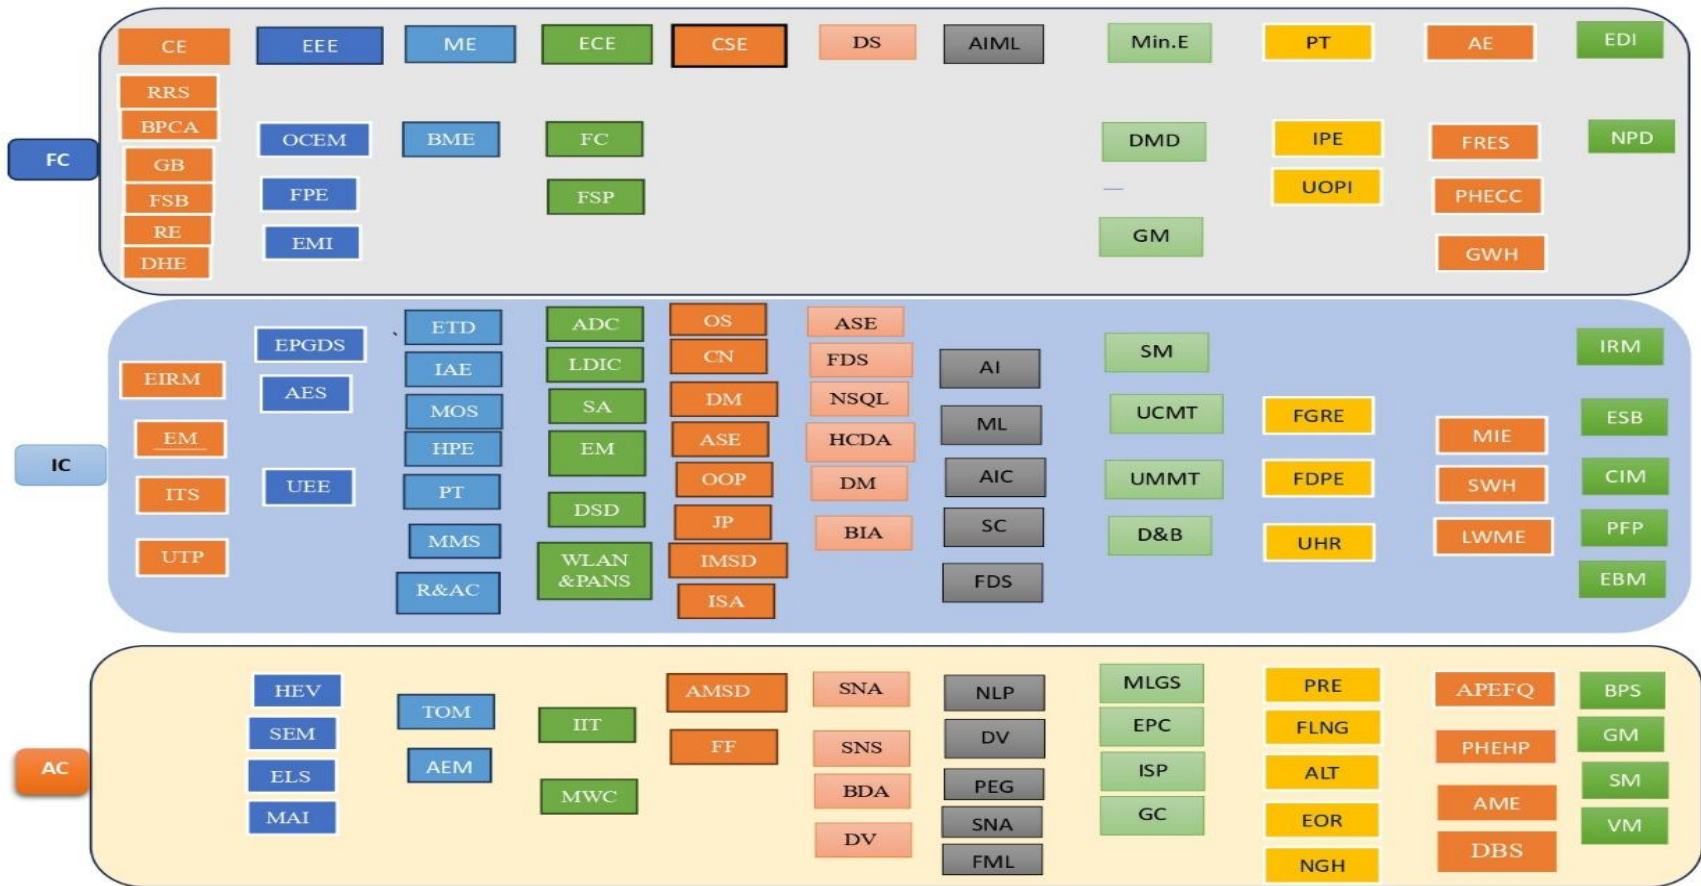 CE EEE ME ECE CSE DS AIML Min.E PT AE EDI
RRS
BPCA OCEM BME FC DMD IPE FRES NPD
FC
GB
FSB FPE FSP UOPI PHECC
RE EMI GM
DHE GWH
ETD ADC OS ASE
EPGDS SM IRM
IAE LDIC CN FDS AI
EIRM AES
MOS SA DM NSQL UCMT FGRE ESB
ML
EM HPE EM ASE HCDA MIE
IC
ITS UEE PT OOP DM AIC UMMT FDPE SWH CIM
DSD JP SC
UTP MMS BIA D&B UHR LWME PFP
WLAN
&PANS
IMSD
R&AC FDS EBM
ISA
HEV AMSD SNA NLP MLGS PRE APEFQ BPS
TOM
SEM IIT FF SNS DV EPC FLNG PHEHP GM
AC
ELS AEM BDA PEG ISP ALT SM
MWC
MAI SNA GC EOR AME VM
DV FML NGH DBS